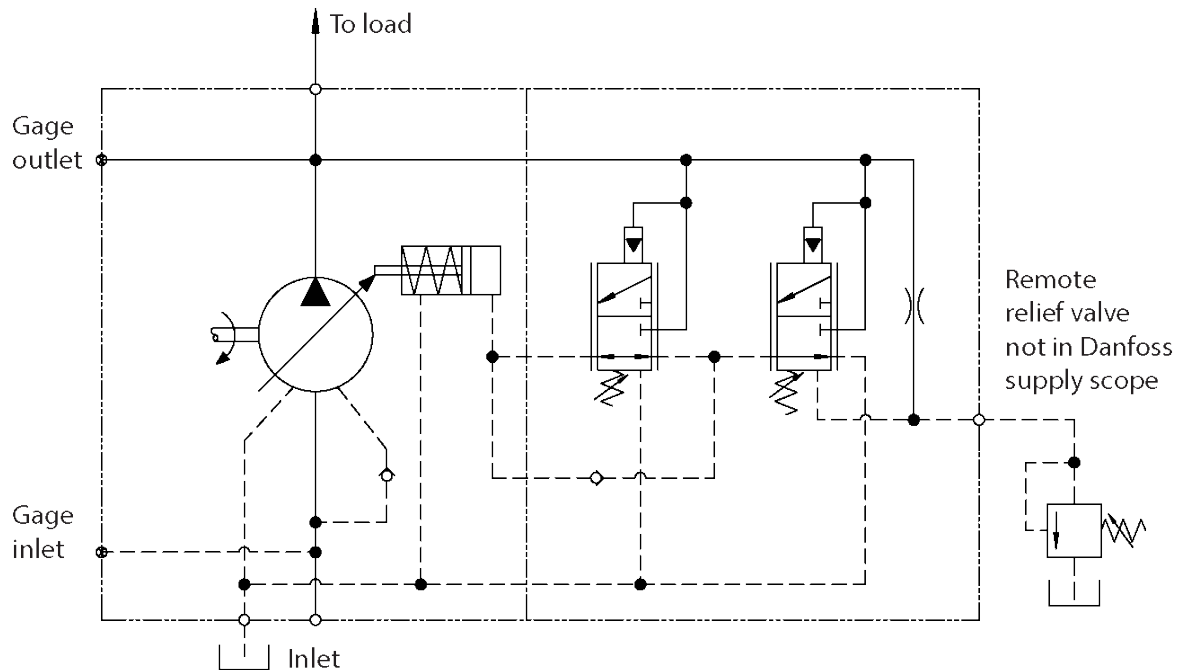 To load
Gage
outlet
Remote
relief valve
not in Danfoss
supply scope
Gage
inlet
Inlet